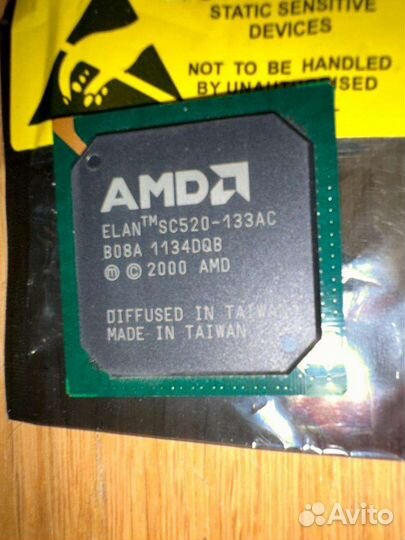 STATIC SENSITIVE
DEVICES
NOT TO BE HANDLED
BY
AMD
ELAN™SC520-133AC
B08A 1134DQB
Ⓜ © 2000 AMD
DIFFUSED IN TAIWAN
MADE IN TAIWAN
Avito